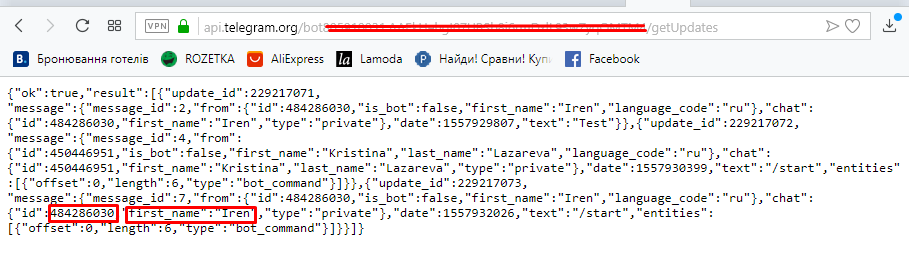 VPN api.telegram.org/bot /getUpdates
B. Бронювання готелів ROZETKA AliExpress la Lamoda P Найди! Сравни! Куп Facebook
{"ok":true,"result":[{"update_id":229217071,
"message":{"message_id":2,"from":{"id":484286030,"is_bot":false,"first_name":"Iren","language_code":"ru"},"chat":
{"id":484286030,"first_name":"Iren","type":"private"},"date":1557929807,"text":"Test"}},{"update_id":229217072,
"message":{"message_id":4,"from":
{"id":450446951,"is_bot":false,"first_name":"Kristina","last_name":"Lazareva","language_code":"ru"},"chat":
{"id":450446951,"first_name":"Kristina","last_name":"Lazareva","type":"private"},"date":1557930399,"text":"/start","entities"
:[{"offset":0,"length":6,"type":"bot_command"}]}},{"update_id":229217073,
"message":{"message_id":7,"from":{"id":484286030,"is_bot":false,"first_name":"Iren","language_code":"ru"},"chat":
{"id":484286030,"first_name":"Iren","type":"private"},"date":1557932026,"text":"/start","entities":
[{"offset":0,"length":6,"type":"bot_command"}]}}]}